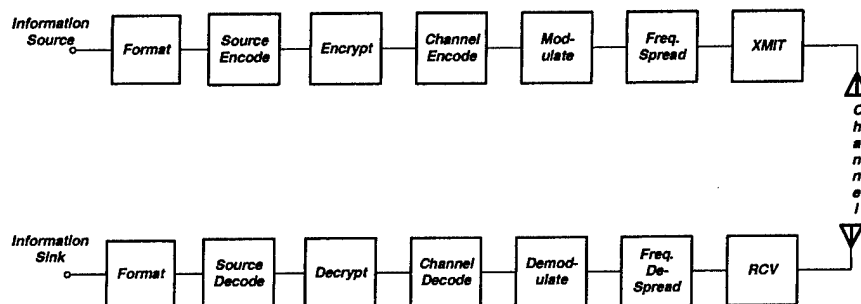 Information
Source
Format
Source
Encode
Encrypt
Channel
Encode
Mod-
ulate
Freq.
Spread
XMIT
Channel
Information
Sink
Format
Source
Decode
Decrypt
Channel
Decode
Demod-
ulate
Freq.
De-
Spread
RCV